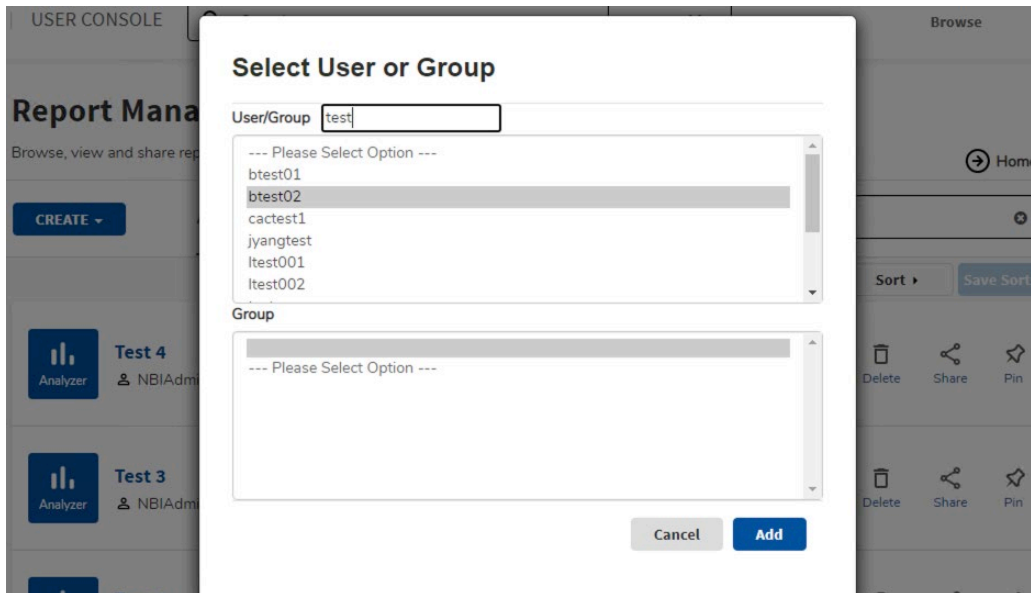 USER CONSOLE
Browse
Select User or Group
Report Mana
User/Group test
Browse, view and share rep
--- Please Select Option ---
btest01
Home
btest02
CREATE
cactest1
jyangtest
ltest001
ltest002
Sort
Save Sort
Group
--- Please Select Option ---
Test 4
Analyzer
NBIAdmi
Delete
Share
Pin
Test 3
Analyzer
NBIAdmi
Delete
Share
Pin
Cancel
Add